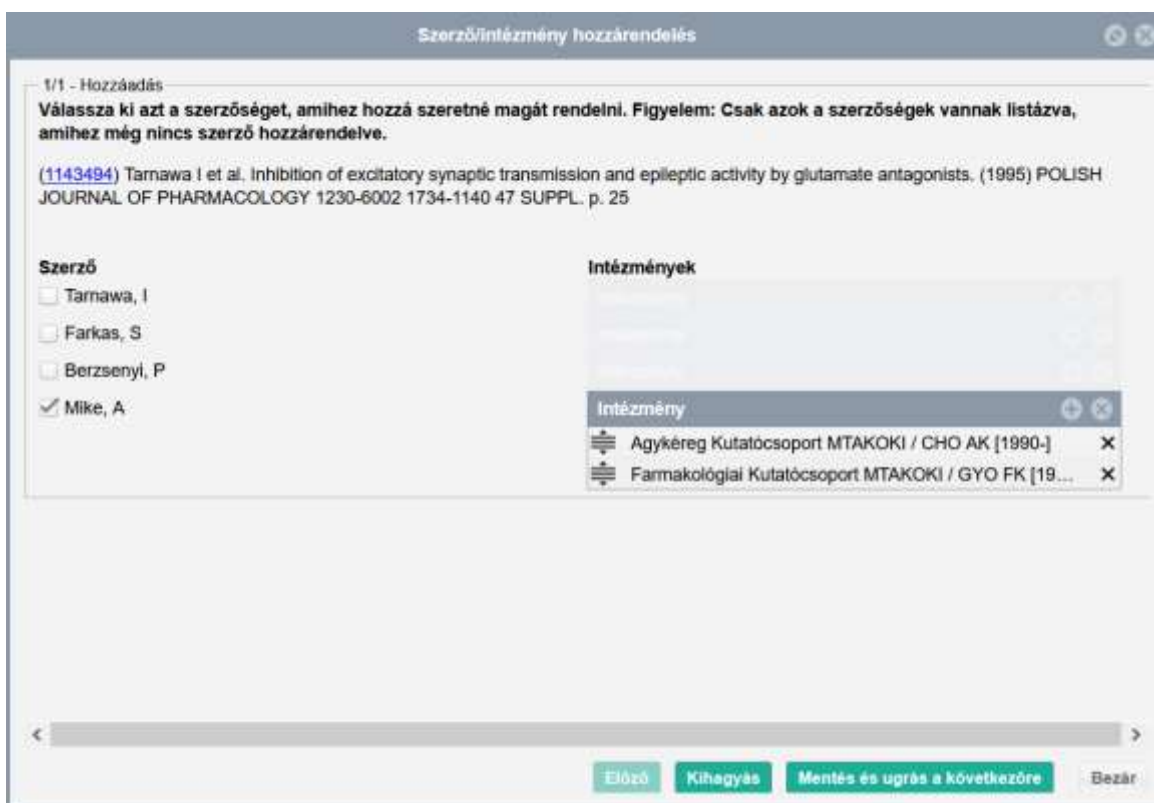 Szerző/intézmény hozzárendelés
1/1 - Hozzáadás
Válassza ki azt a szerzőséget, amihez hozzá szeretné magát rendelni. Figyelem: Csak azok a szerzőségek vannak listázva,
amihez még nincs szerző hozzárendelve.
(1143494) Tarnawa I et al. Inhibition of excitatory synaptic transmission and epileptic activity by glutamate antagonists. (1995) POLISH
JOURNAL OF PHARMACOLOGY 1230-6002 1734-1140 47 SUPPL. p. 25
Szerző
Intézmények
Tarnawa, I
Farkas, S
Berzsenyi, P
Mike, A
Intézmény
Agykéreg Kutatócsoport MTAKOKI / CHO AK [1990-]
Farmakológiai Kutatócsoport MTAKOKI / GYO FK [19...
Előző
Kihagyás
Mentés és ugrás a következőre
Bezár